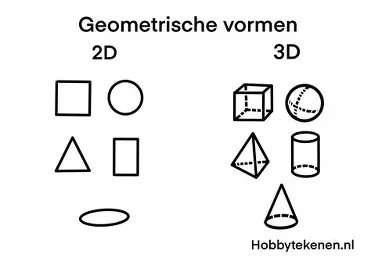 Geometrische vormen
2D
3D
Hobbytekenen.nl